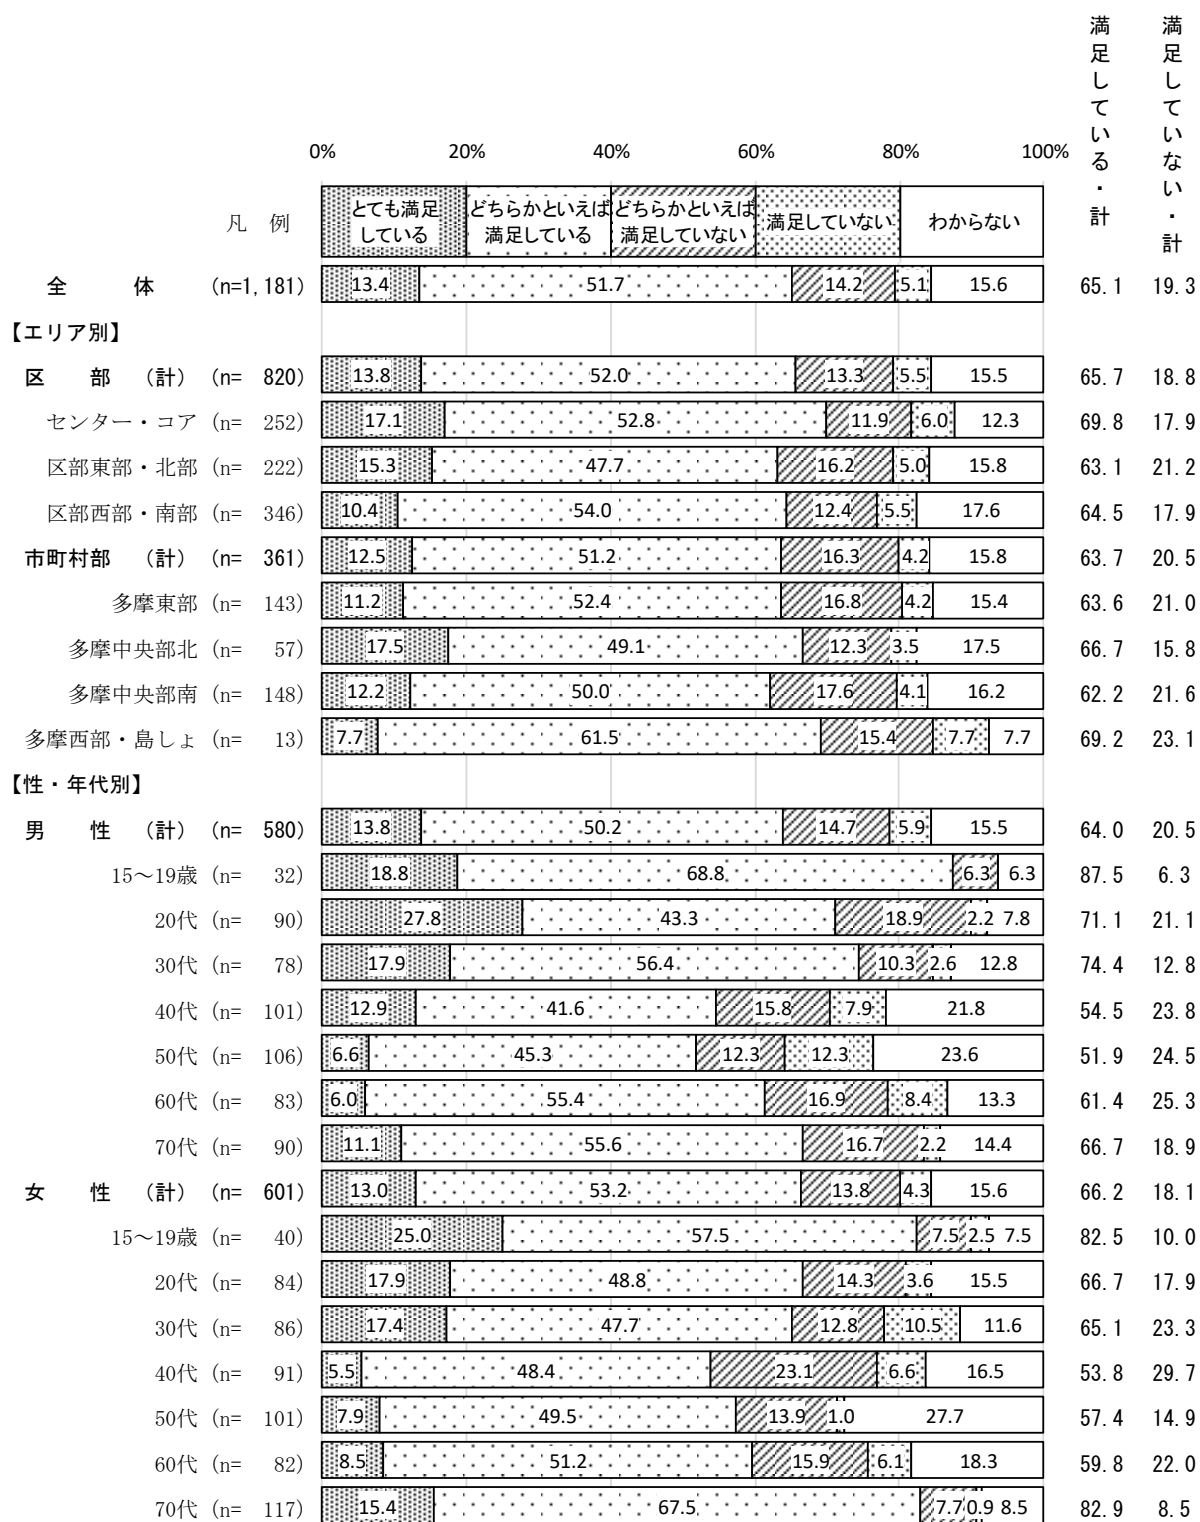 満足している・計
満足していない・計
0% 20% 40% 60% 80% 100%
凡 例 とても満足している どちらかといえば満足している どちらかといえば満足していない 満足していない わからない
全 体 (n=1,181) 13.4 51.7 14.2 5.1 15.6 65.1 19.3
【エリア別】
区 部 (計) (n= 820) 13.8 52.0 13.3 5.5 15.5 65.7 18.8
センター・コア (n= 252) 17.1 52.8 11.9 6.0 12.3 69.8 17.9
区部東部・北部 (n= 222) 15.3 47.7 16.2 5.0 15.8 63.1 21.2
区部西部・南部 (n= 346) 10.4 54.0 12.4 5.5 17.6 64.5 17.9
市町村部 (計) (n= 361) 12.5 51.2 16.3 4.2 15.8 63.7 20.5
多摩東部 (n= 143) 11.2 52.4 16.8 4.2 15.4 63.6 21.0
多摩中央部北 (n= 57) 17.5 49.1 12.3 3.5 17.5 66.7 15.8
多摩中央部南 (n= 148) 12.2 50.0 17.6 4.1 16.2 62.2 21.6
多摩西部・島しょ (n= 13) 7.7 61.5 15.4 7.7 7.7 69.2 23.1
【性・年代別】
男 性 (計) (n= 580) 13.8 50.2 14.7 5.9 15.5 64.0 20.5
15～19歳 (n= 32) 18.8 68.8 6.3 6.3 87.5 6.3
20代 (n= 90) 27.8 43.3 18.9 2.2 7.8 71.1 21.1
30代 (n= 78) 17.9 56.4 10.3 2.6 12.8 74.4 12.8
40代 (n= 101) 12.9 41.6 15.8 7.9 21.8 54.5 23.8
50代 (n= 106) 6.6 45.3 12.3 12.3 23.6 51.9 24.5
60代 (n= 83) 6.0 55.4 16.9 8.4 13.3 61.4 25.3
70代 (n= 90) 11.1 55.6 16.7 2.2 14.4 66.7 18.9
女 性 (計) (n= 601) 13.0 53.2 13.8 4.3 15.6 66.2 18.1
15～19歳 (n= 40) 25.0 57.5 7.5 2.5 7.5 82.5 10.0
20代 (n= 84) 17.9 48.8 14.3 3.6 15.5 66.7 17.9
30代 (n= 86) 17.4 47.7 12.8 10.5 11.6 65.1 23.3
40代 (n= 91) 5.5 48.4 23.1 6.6 16.5 53.8 29.7
50代 (n= 101) 7.9 49.5 13.9 1.0 27.7 57.4 14.9
60代 (n= 82) 8.5 51.2 15.9 6.1 18.3 59.8 22.0
70代 (n= 117) 15.4 67.5 7.7 0.9 8.5 82.9 8.5